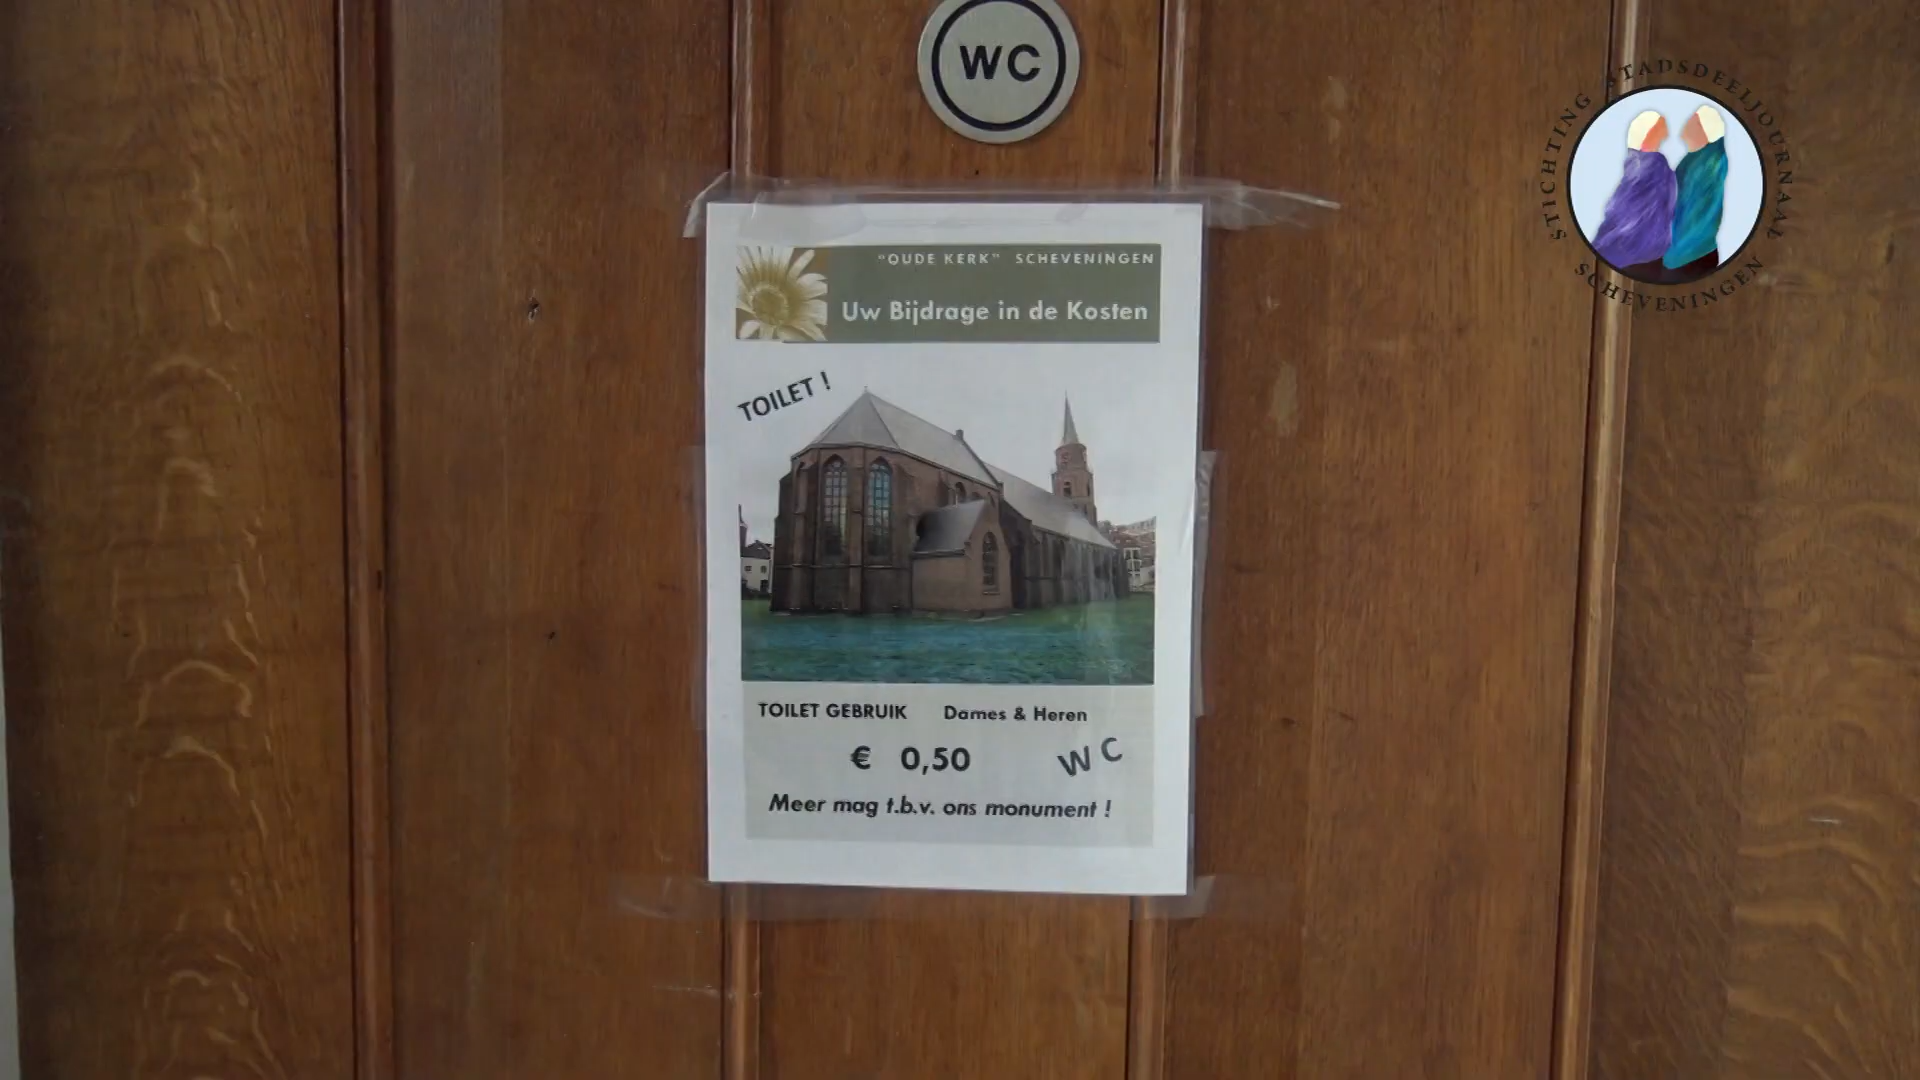 WC
STICHTING STADSDEELJOURNAAL
SCHEVENINGEN
"OUDE KERK" SCHEVENINGEN
Uw Bijdrage in de Kosten
TOILET !
TOILET GEBRUIK Dames & Heren
€ 0,50 WC
Meer mag t.b.v. ons monument !